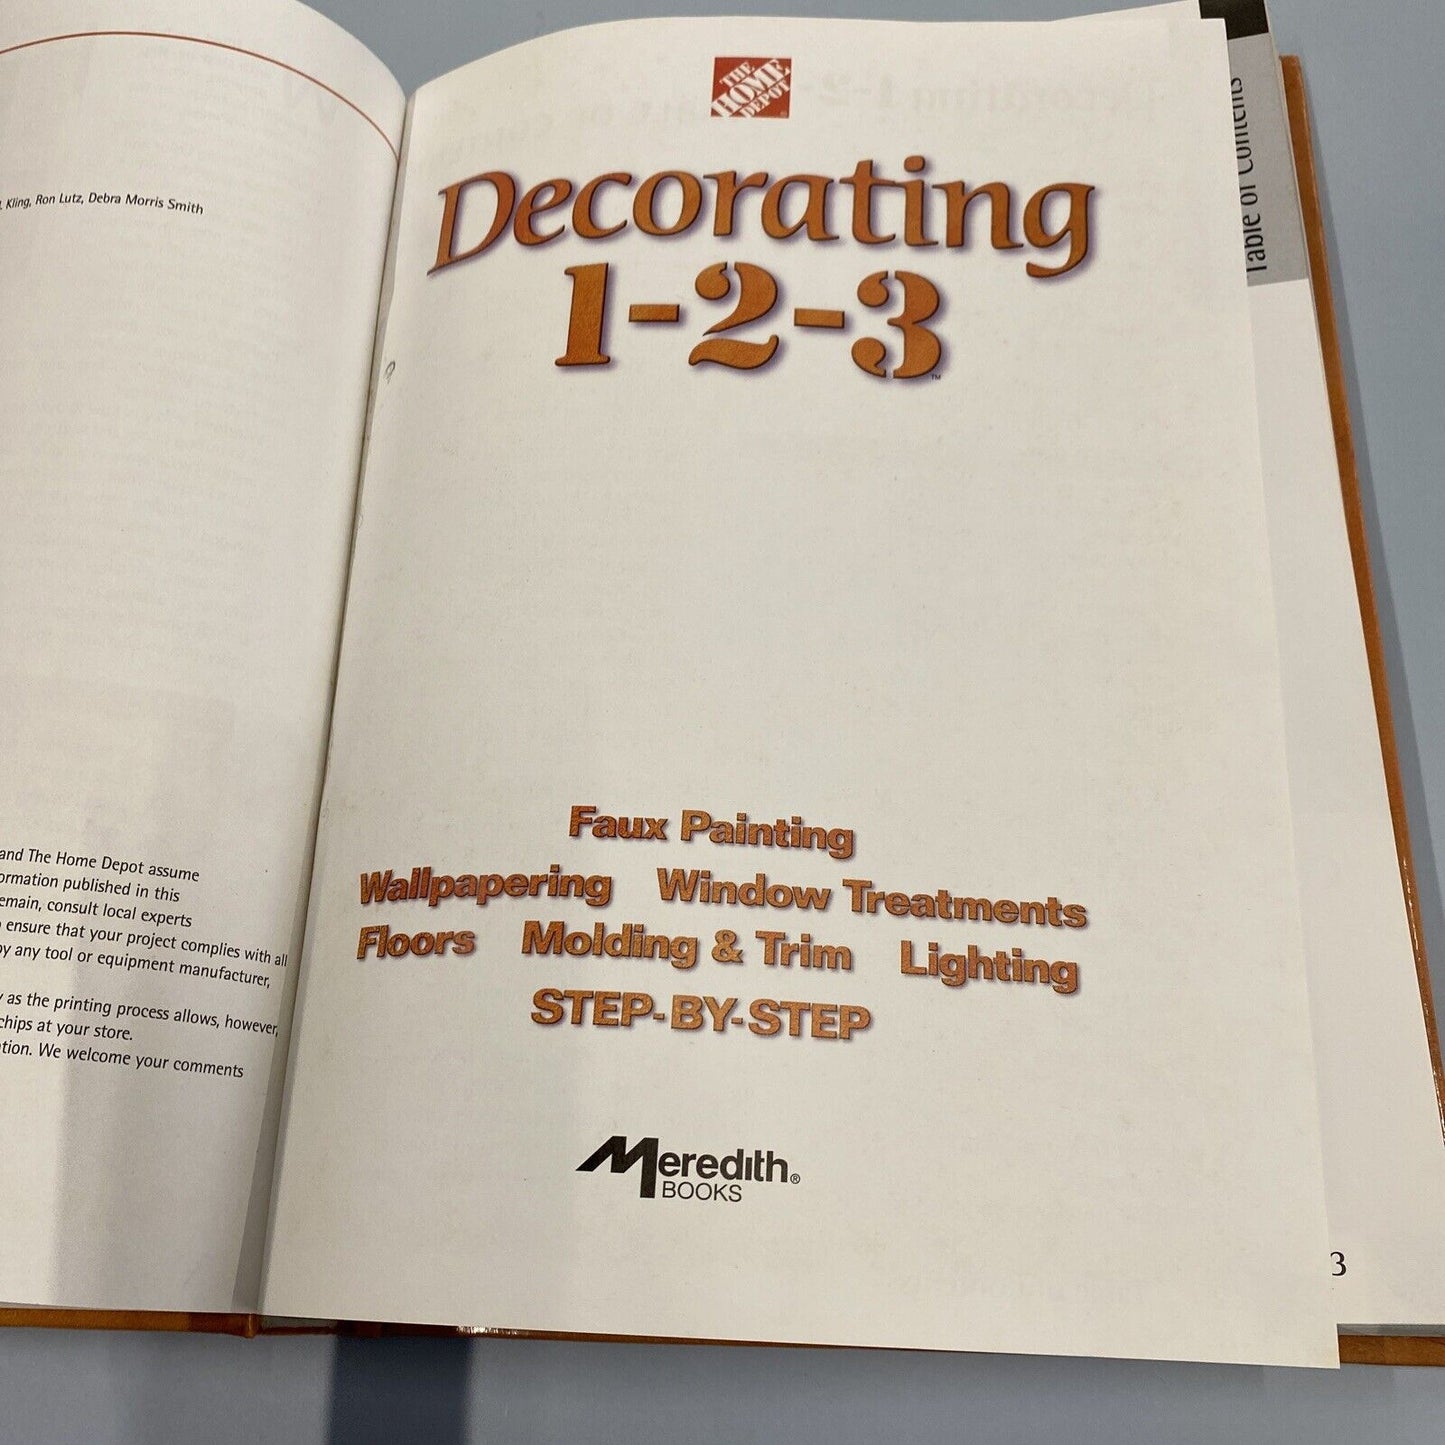 Kling, Ron Lutz, Debra Morris Smith
and The Home Depot assume
published in this
consult local experts
ensure that your project complies with all
by any tool or equipment manufacturer,
as the printing process allows, however,
chips at your store.
We welcome your comments
THE
HOME
DEPOT
Decorating
1-2-3
™
Faux Painting
Wallpapering Window Treatments
Floors Molding & Trim Lighting
STEP-BY-STEP
Meredith®
BOOKS
Table of Contents
3